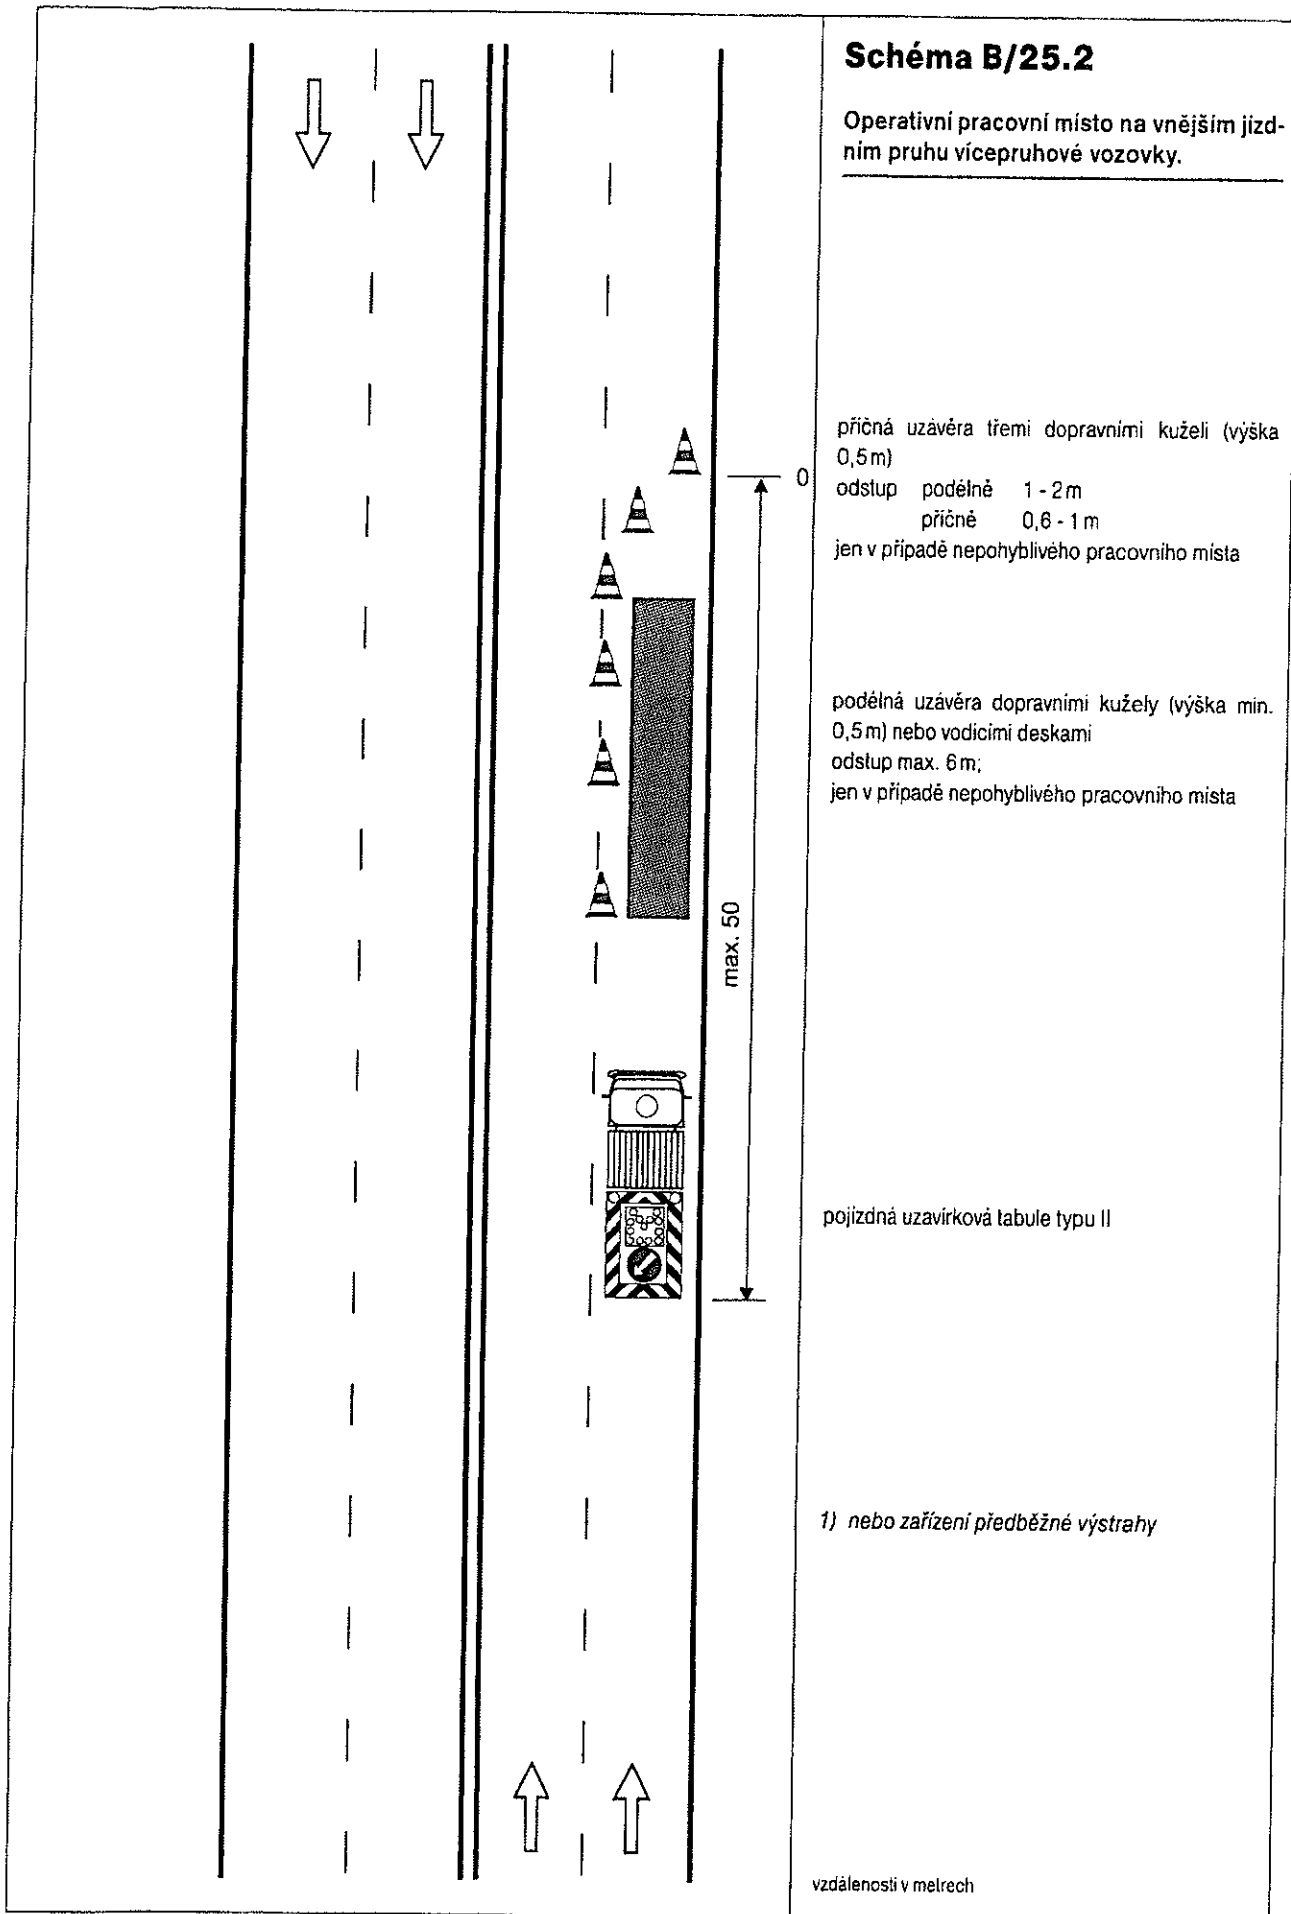 Schéma B/25.2
Operativní pracovní místo na vnějším jízd-
ním pruhu vícepruhové vozovky.
0
příčná uzávěra třemi dopravními kuželi (výška
0,5 m)
odstup podélně 1 - 2 m
příčně 0,6 - 1 m
jen v případě nepohyblivého pracovního místa
podélná uzávěra dopravními kužely (výška min.
0,5 m) nebo vodicími deskami
odstup max. 6 m;
jen v případě nepohyblivého pracovního místa
max. 50
pojízdná uzavírková tabule typu II
1) nebo zařízení předběžné výstrahy
vzdálenosti v metrech